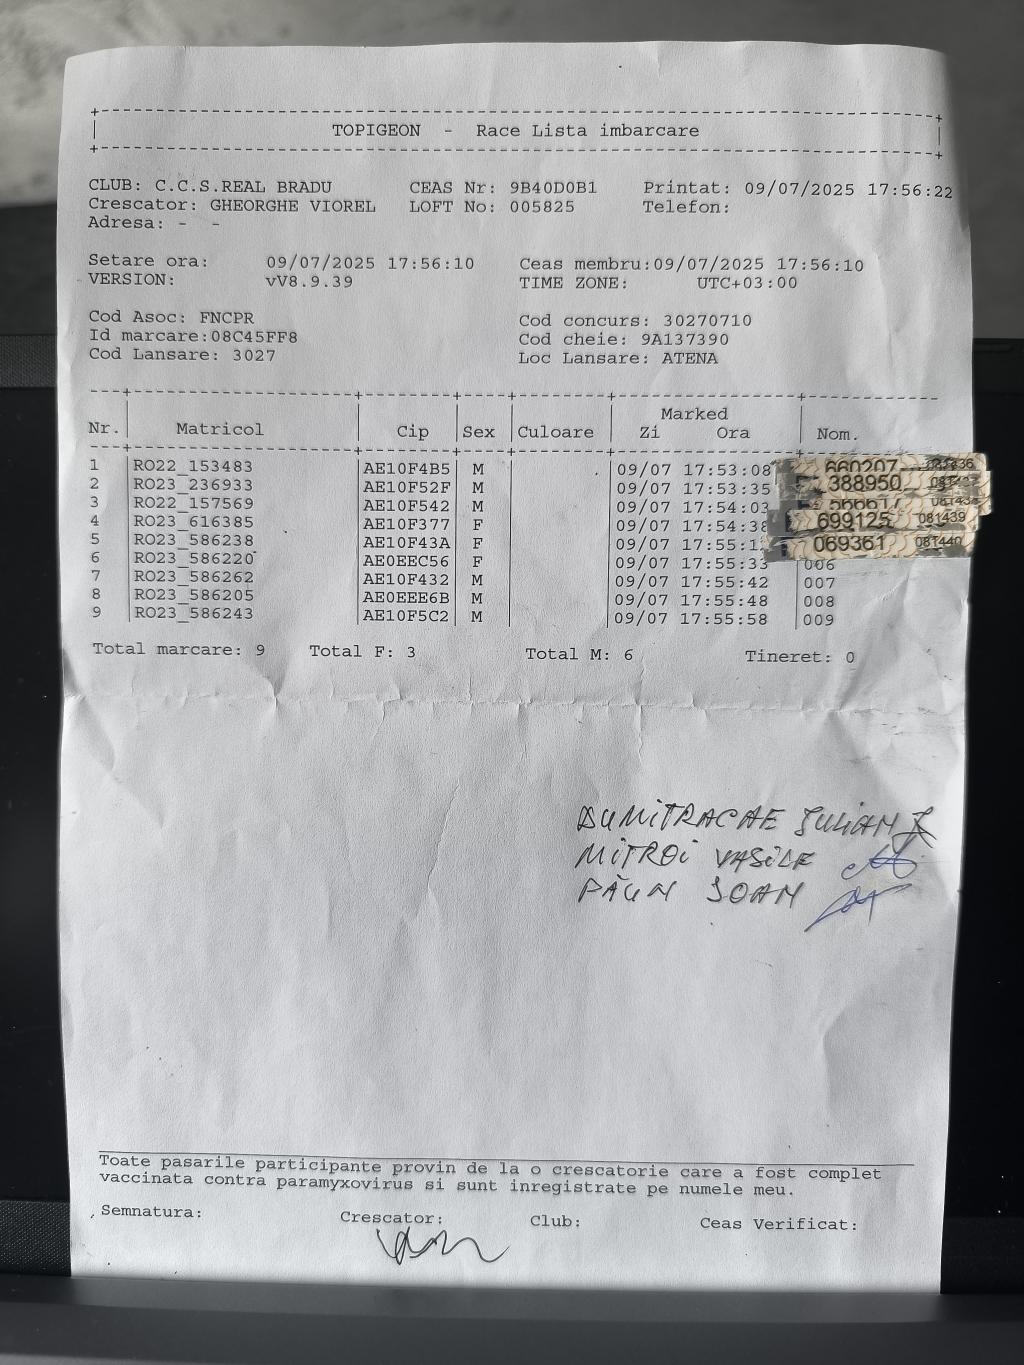 TOPIGEON - Race Lista imbarcare
CLUB: C.C.S.REAL BRADU CEAS Nr: 9B40D0B1 Printat: 09/07/2025 17:56:22
Crescator: GHEORGHE VIOREL LOFT No: 005825 Telefon:
Adresa: - -
Setare ora: 09/07/2025 17:56:10 Ceas membru:09/07/2025 17:56:10
VERSION: vV8.9.39 TIME ZONE: UTC+03:00
Cod Asoc: FNCPR Cod concurs: 30270710
Id marcare:08C45FF8 Cod cheie: 9A137390
Cod Lansare: 3027 Loc Lansare: ATENA
Marked
Nr. Matricol Cip Sex Culoare Zi Ora Nom.
1 RO22_153483 AE10F4B5 M 09/07 17:53:08 660207
2 RO23_236933 AE10F52F M 09/07 17:53:35 388950
3 RO22_157569 AE10F542 M 09/07 17:54:03
4 RO23_616385 AE10F377 F 09/07 17:54:38 699125 081439
5 RO23_586238 AE10F43A F 09/07 069361 081440
6 RO23_586220 AE0EEC56 F 09/07 17:55:33 006
7 RO23_586262 AE10F432 M 09/07 17:55:42 007
8 RO23_586205 AE0EEE6B M 09/07 17:55:48 008
9 RO23_586243 AE10F5C2 M 09/07 17:55:58 009
Total marcare: 9 Total F: 3 Total M: 6 Tineret: 0
DUMITRACHE IULIAN
MITROI VASILE
PĂUN IOAN
Toate pasarile participante provin de la o crescatorie care a fost complet
vaccinata contra paramyxovirus si sunt inregistrate pe numele meu.
Semnatura: Crescator: Club: Ceas Verificat: